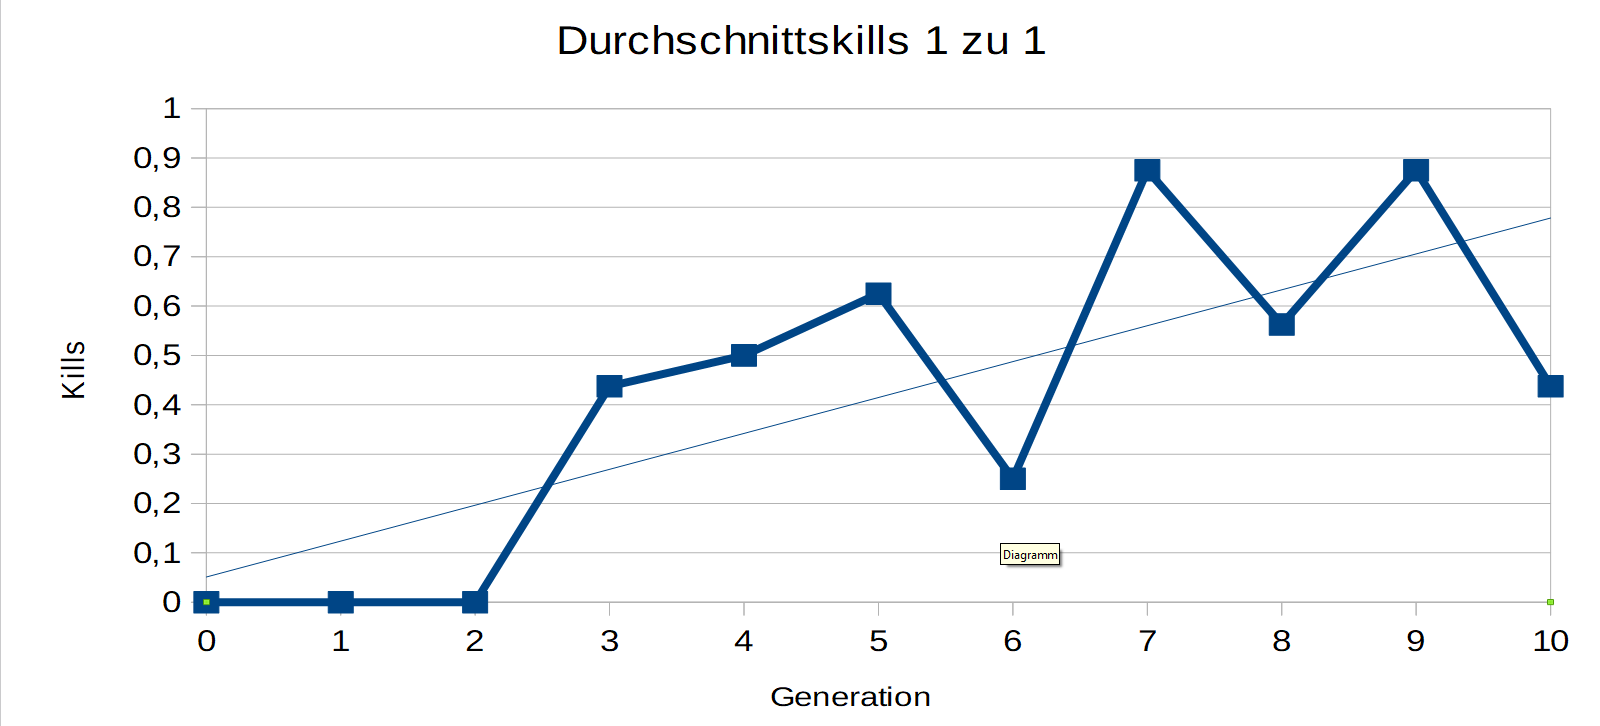 Durchschnittskills 1 zu 1
1
0,9
0,8
0,7
0,6
0,5
0,4
0,3
0,2
0,1
0
Kills
Diagramm
0 1 2 3 4 5 6 7 8 9 10
Generation